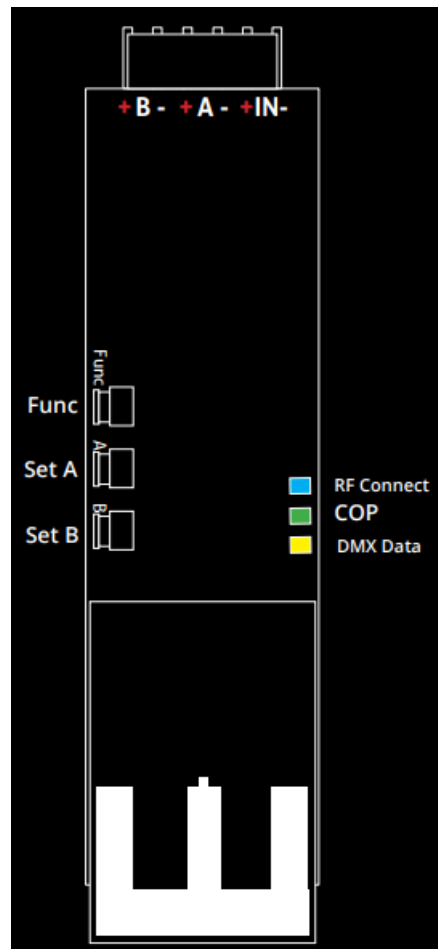 + B - + A - +IN-
Func
Func
A
Set A
RF Connect
B
COP
Set B
DMX Data